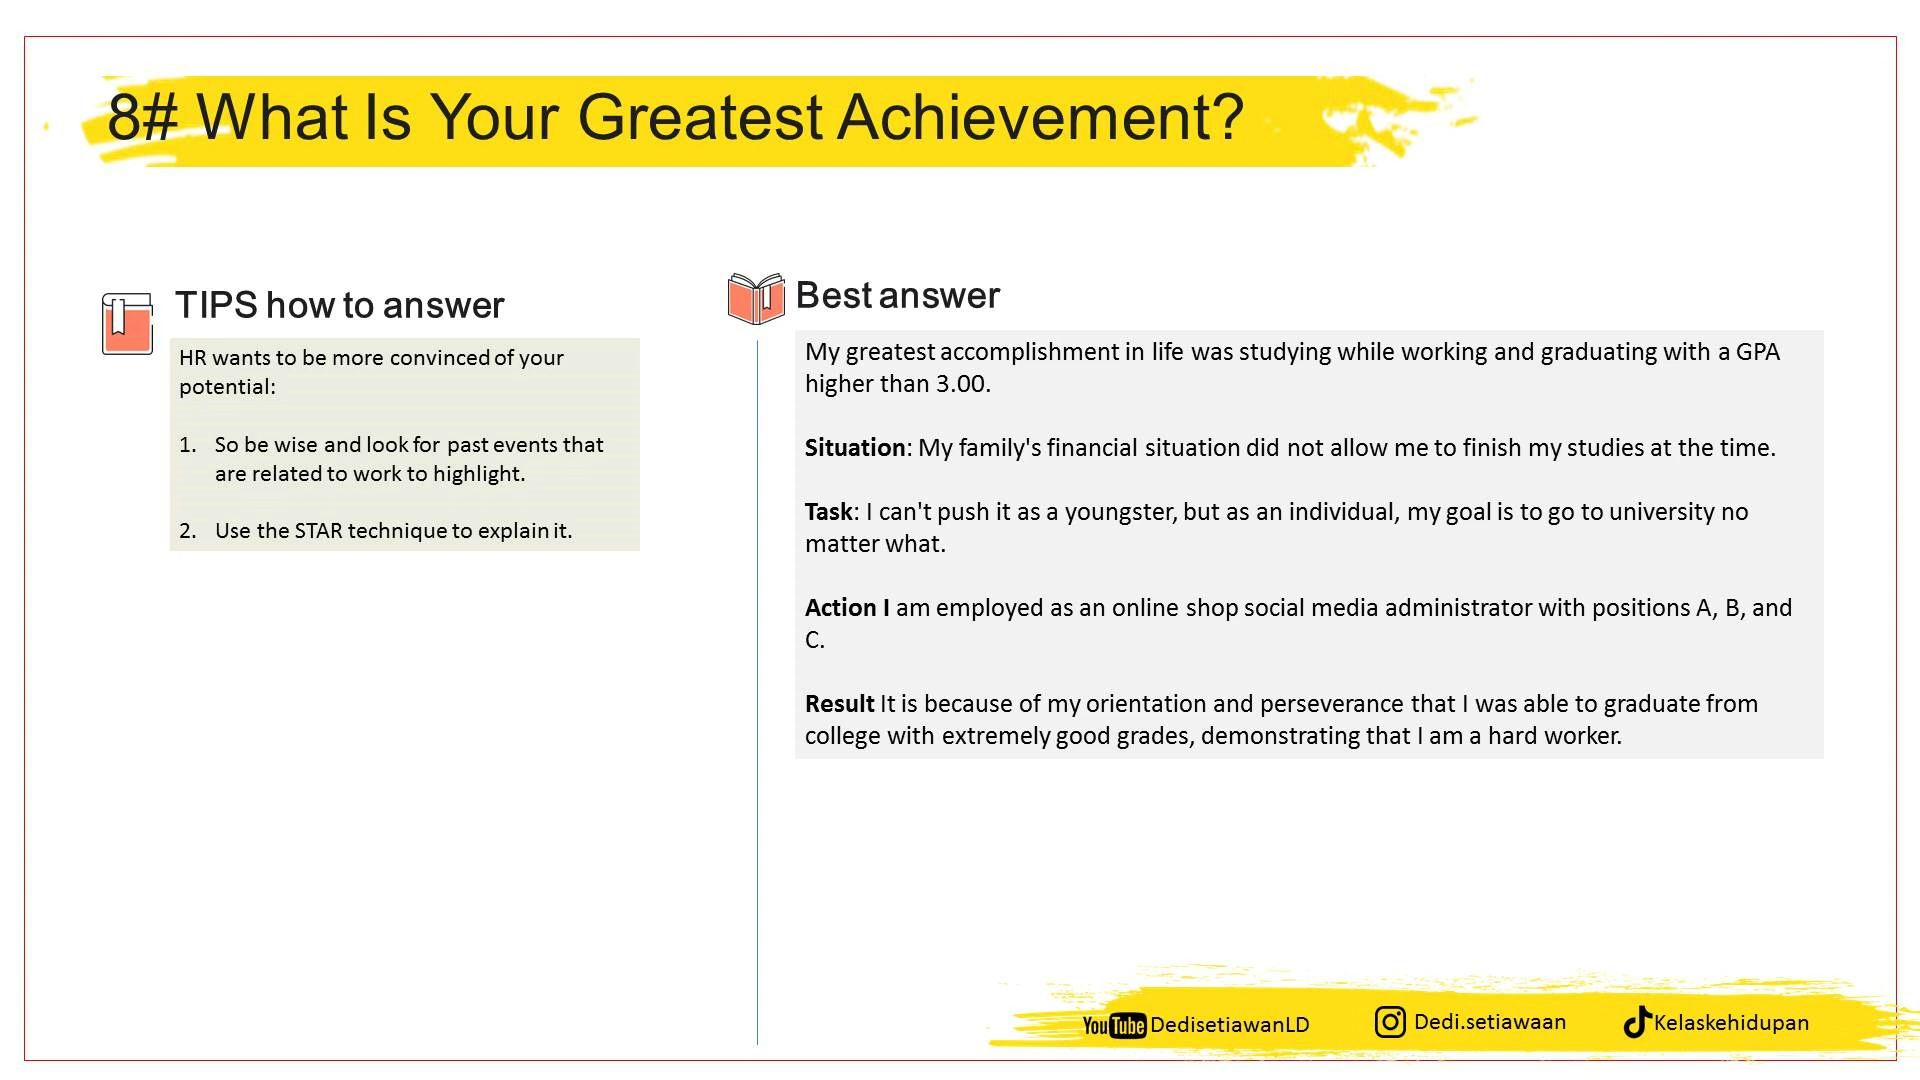 8# What Is Your Greatest Achievement?
TIPS how to answer
HR wants to be more convinced of your
potential:
1. So be wise and look for past events that
are related to work to highlight.
2. Use the STAR technique to explain it.
Best answer
My greatest accomplishment in life was studying while working and graduating with a GPA
higher than 3.00.
Situation: My family's financial situation did not allow me to finish my studies at the time.
Task: I can't push it as a youngster, but as an individual, my goal is to go to university no
matter what.
Action I am employed as an online shop social media administrator with positions A, B, and
C.
Result It is because of my orientation and perseverance that I was able to graduate from
college with extremely good grades, demonstrating that I am a hard worker.
YouTube DedisetiawanLD
Dedi.setiawaan
Kelaskehidupan